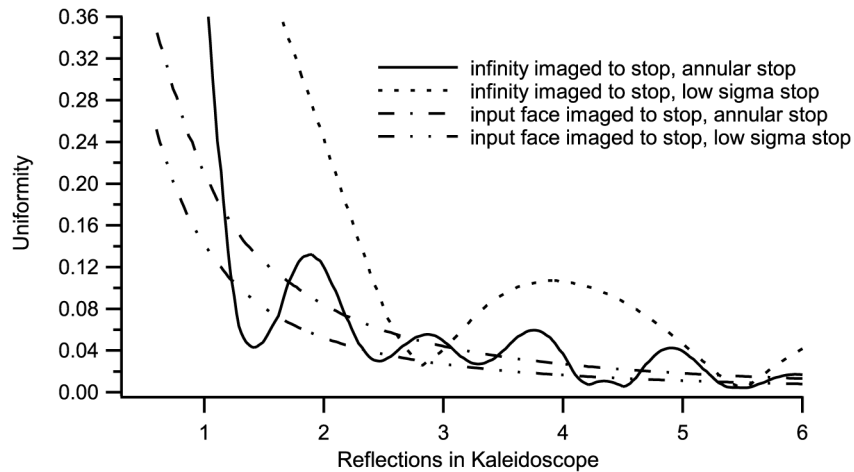 0.36
0.32
0.28
0.24
0.20
0.16
0.12
0.08
0.04
0.00
Uniformity
infinity imaged to stop, annular stop
infinity imaged to stop, low sigma stop
input face imaged to stop, annular stop
input face imaged to stop, low sigma stop
1 2 3 4 5 6
Reflections in Kaleidoscope